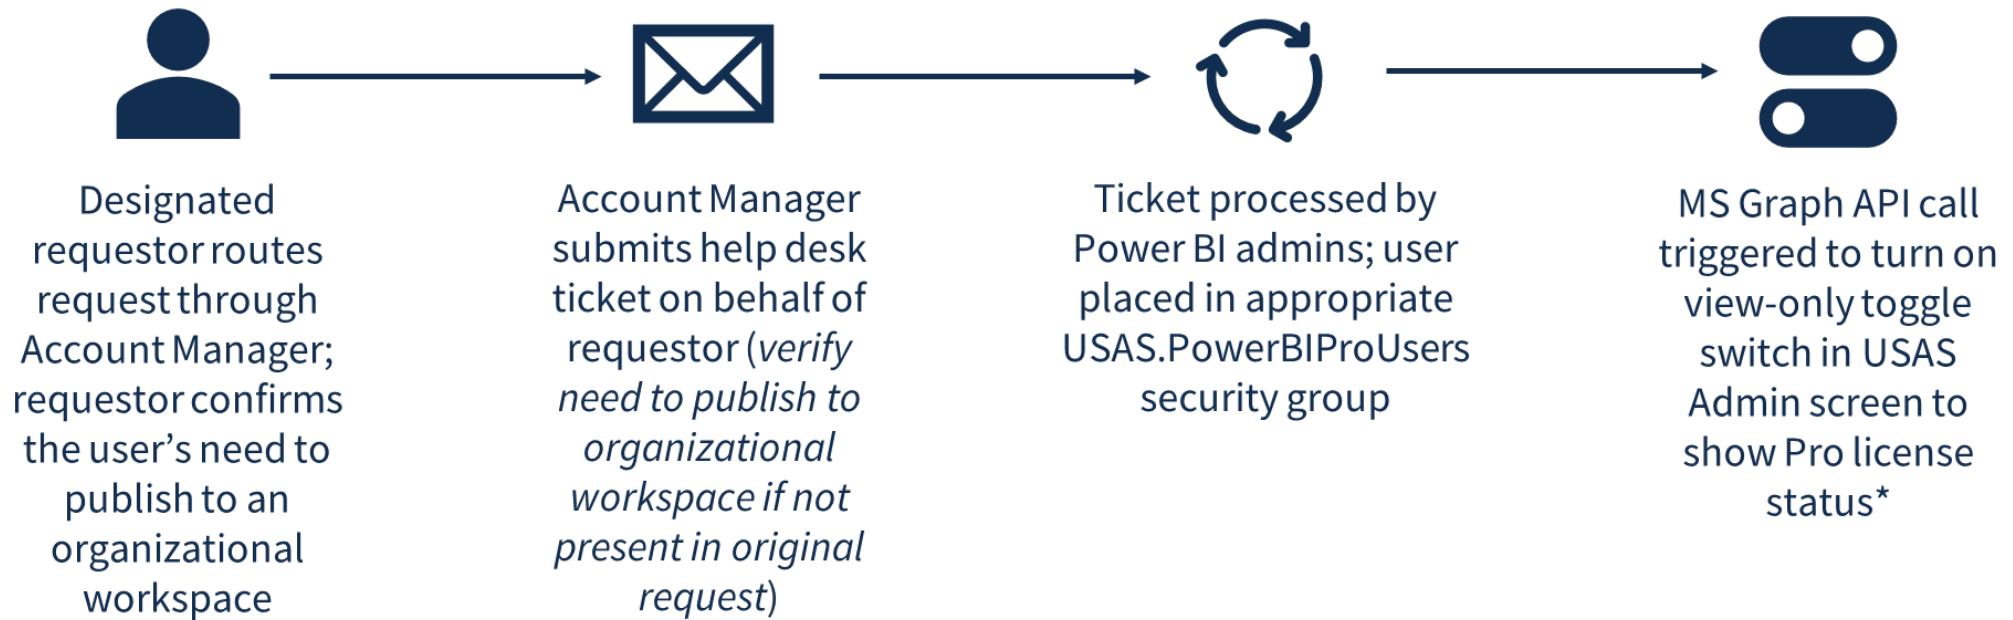 Designated
requestor routes
request through
Account Manager;
requestor confirms
the user’s need to
publish to an
organizational
workspace
Account Manager
submits help desk
ticket on behalf of
requestor (verify
need to publish to
organizational
workspace if not
present in original
request)
Ticket processed by
Power BI admins; user
placed in appropriate
USAS.PowerBIProUsers
security group
MS Graph API call
triggered to turn on
view-only toggle
switch in USAS
Admin screen to
show Pro license
status*